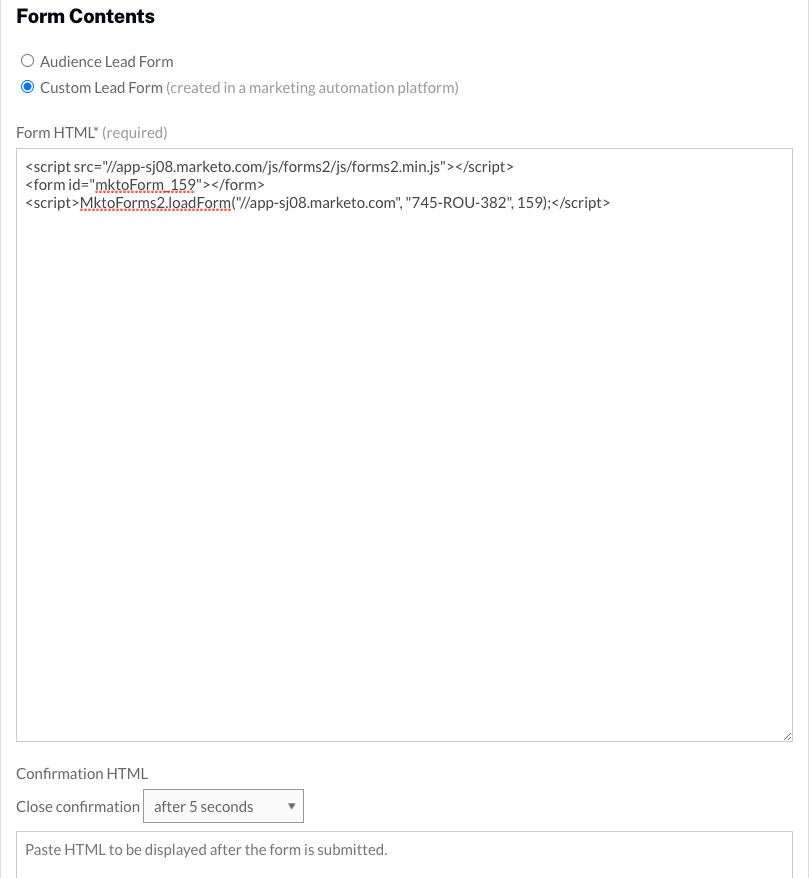 Form Contents
Audience Lead Form
Custom Lead Form (created in a marketing automation platform)
Form HTML* (required)
<script src="//app-sj08.marketo.com/js/forms2/js/forms2.min.js"></script>
<form id="mktoForm_159"></form>
<script>MktoForms2.loadForm("//app-sj08.marketo.com", "745-ROU-382", 159);</script>
Confirmation HTML
Close confirmation after 5 seconds
Paste HTML to be displayed after the form is submitted.